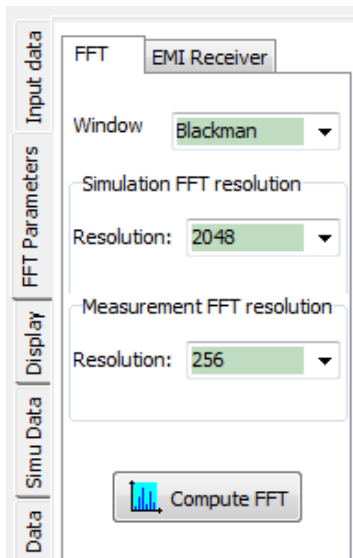 Input data
FFT Parameters
Display
Simu Data
Data
FFT
EMI Receiver
Window
Blackman
Simulation FFT resolution
Resolution:
2048
Measurement FFT resolution
Resolution:
256
Compute FFT